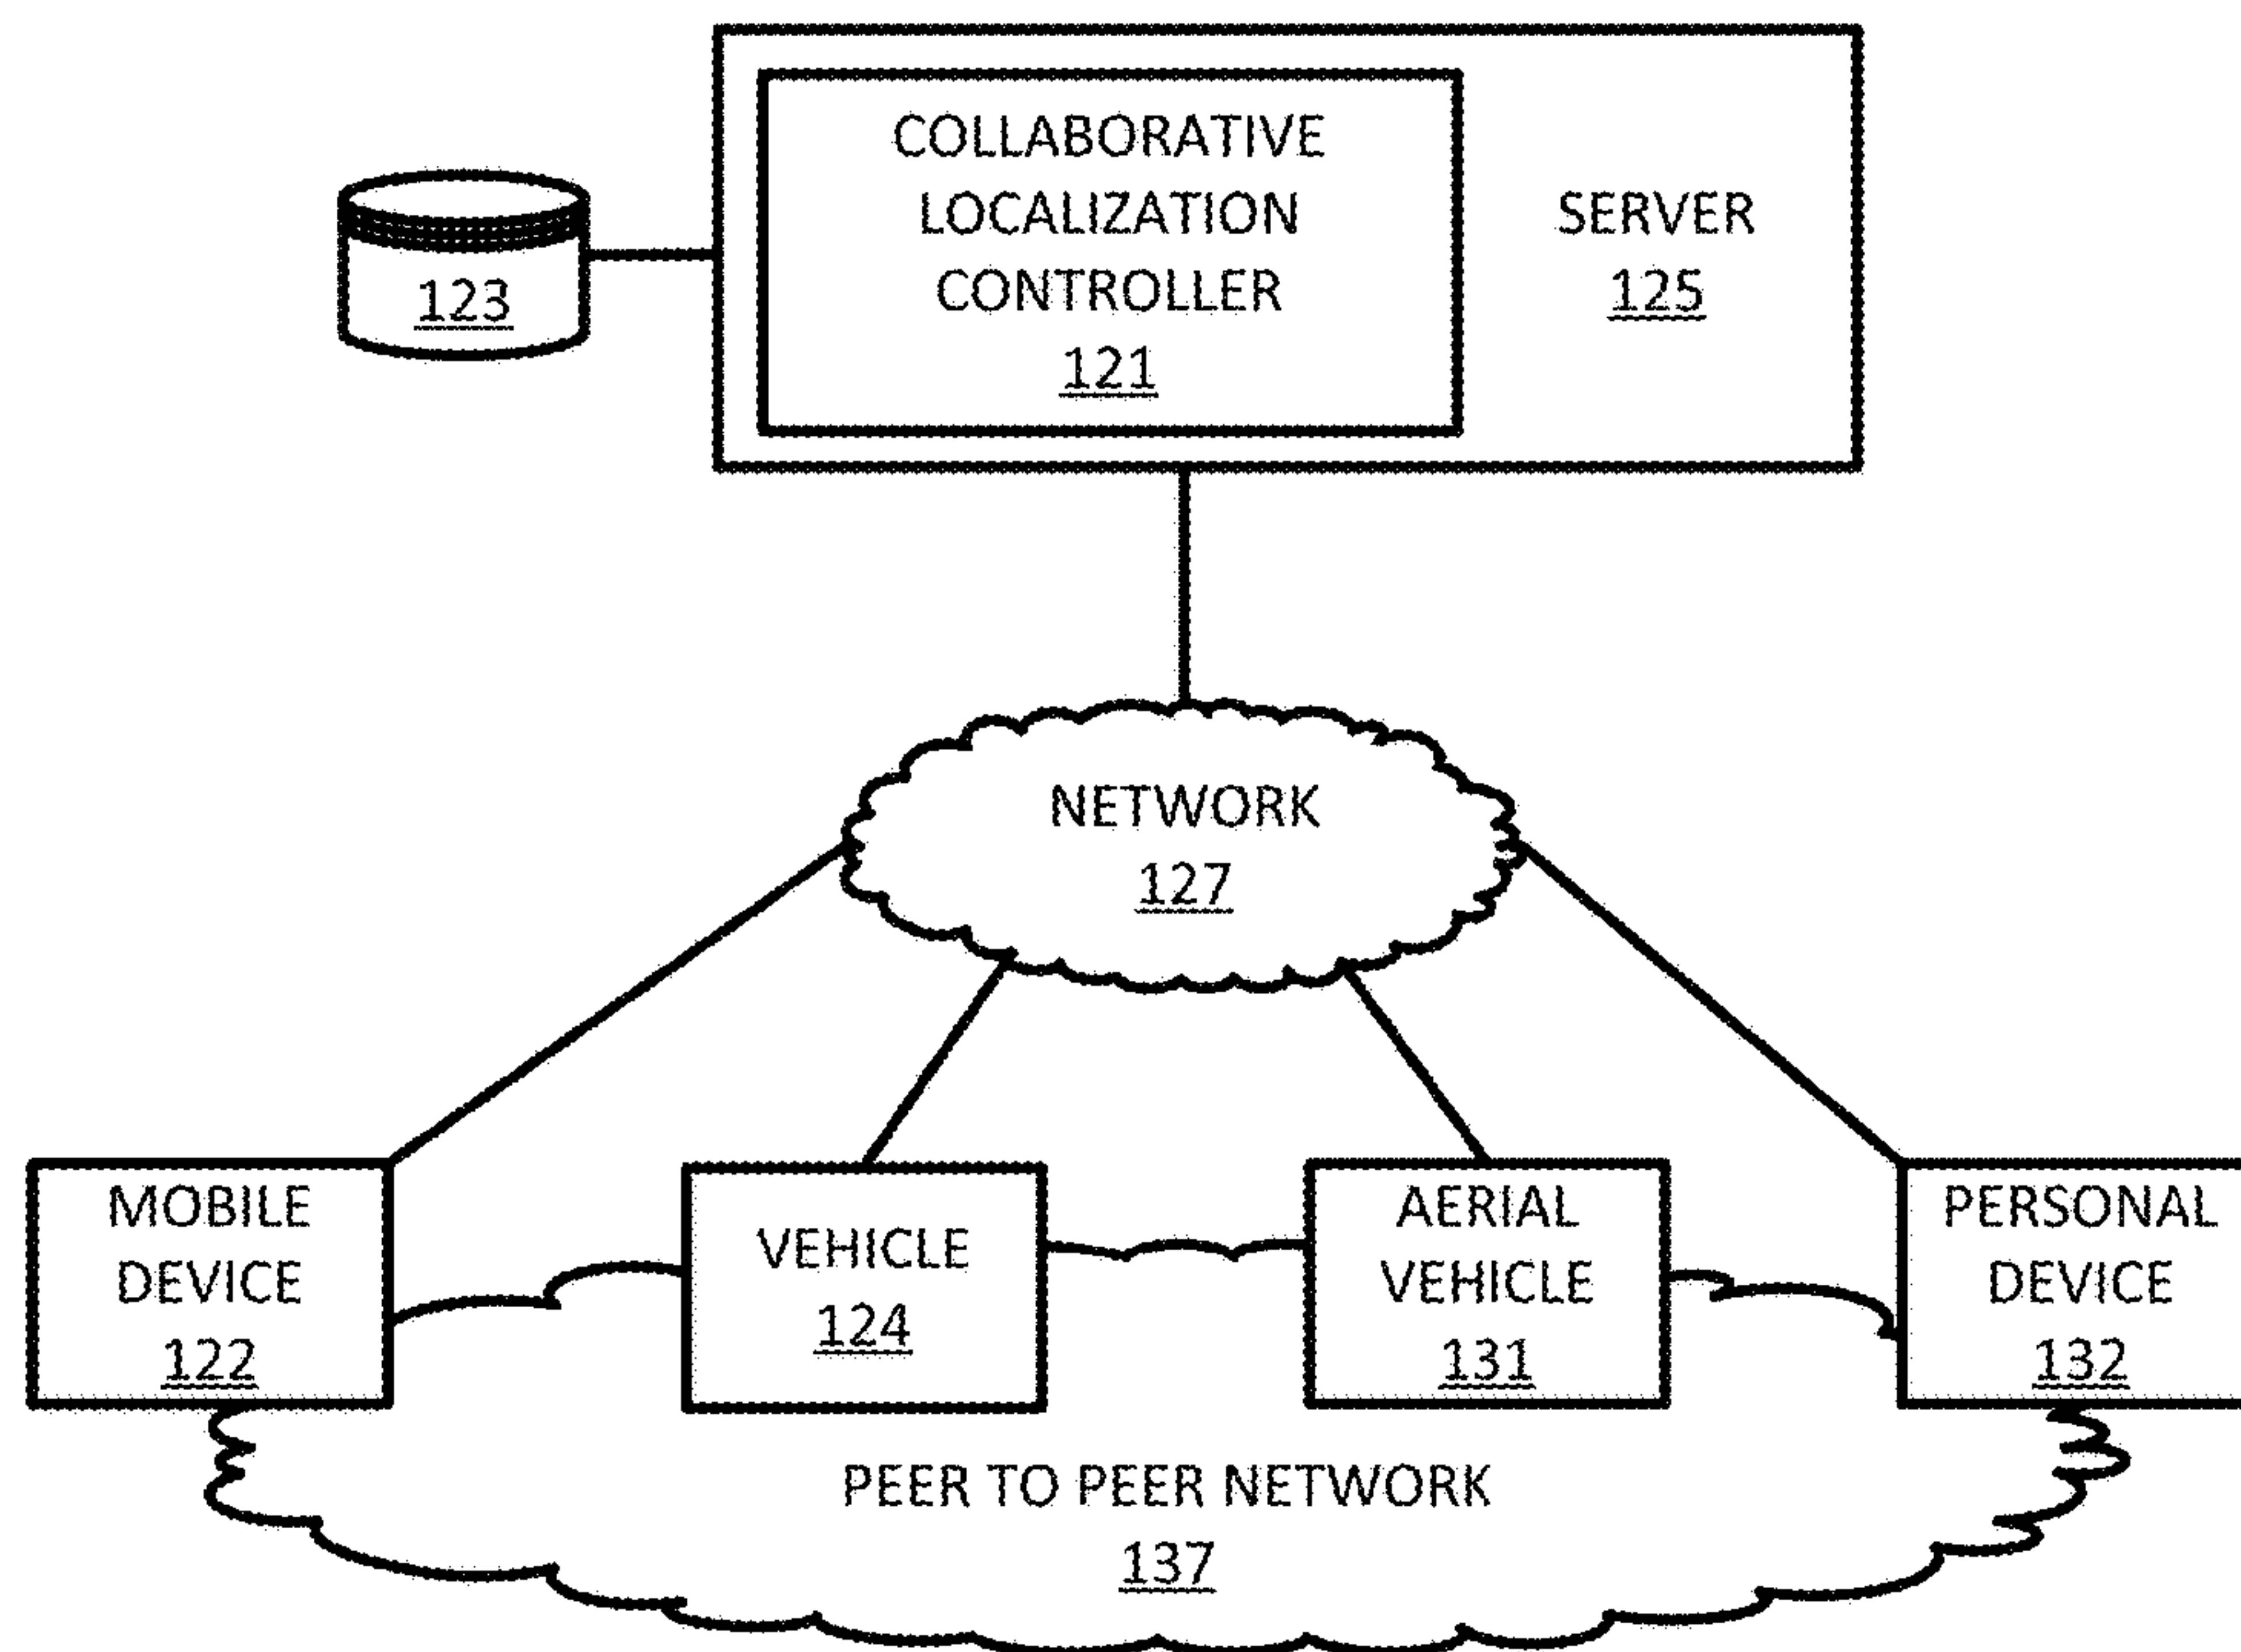 COLLABORATIVE
LOCALIZATION
CONTROLLER
121
SERVER
125
123
NETWORK
127
MOBILE
DEVICE
122
VEHICLE
124
AERIAL
VEHICLE
131
PERSONAL
DEVICE
132
PEER TO PEER NETWORK
137